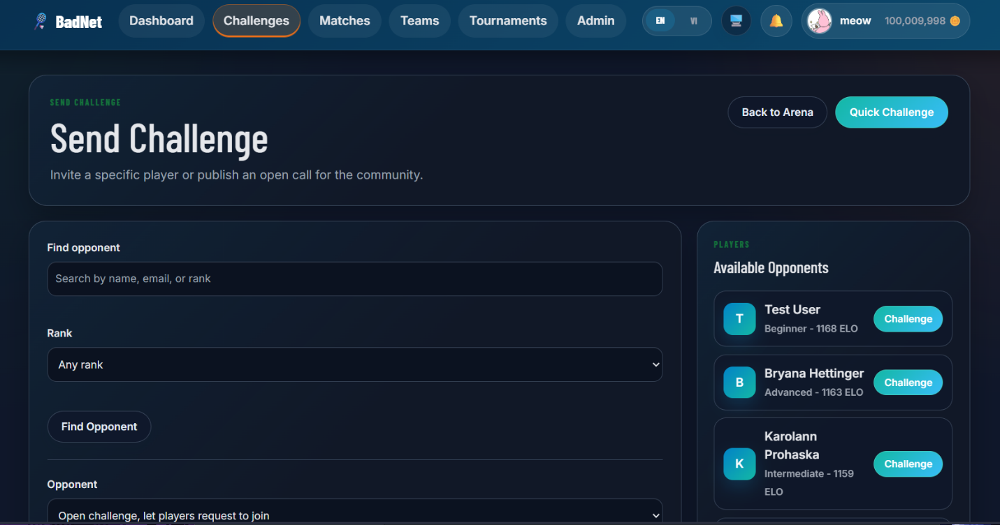 BadNet
Dashboard
Challenges
Matches
Teams
Tournaments
Admin
EN
VI
meow
100,009,998
SEND CHALLENGE
Send Challenge
Invite a specific player or publish an open call for the community.
Back to Arena
Quick Challenge
Find opponent
Search by name, email, or rank
Rank
Any rank
Find Opponent
Opponent
Open challenge, let players request to join
PLAYERS
Available Opponents
T
Test User
Beginner - 1168 ELO
Challenge
B
Bryana Hettinger
Advanced - 1163 ELO
Challenge
K
Karolann
Prohaska
Intermediate - 1159
ELO
Challenge